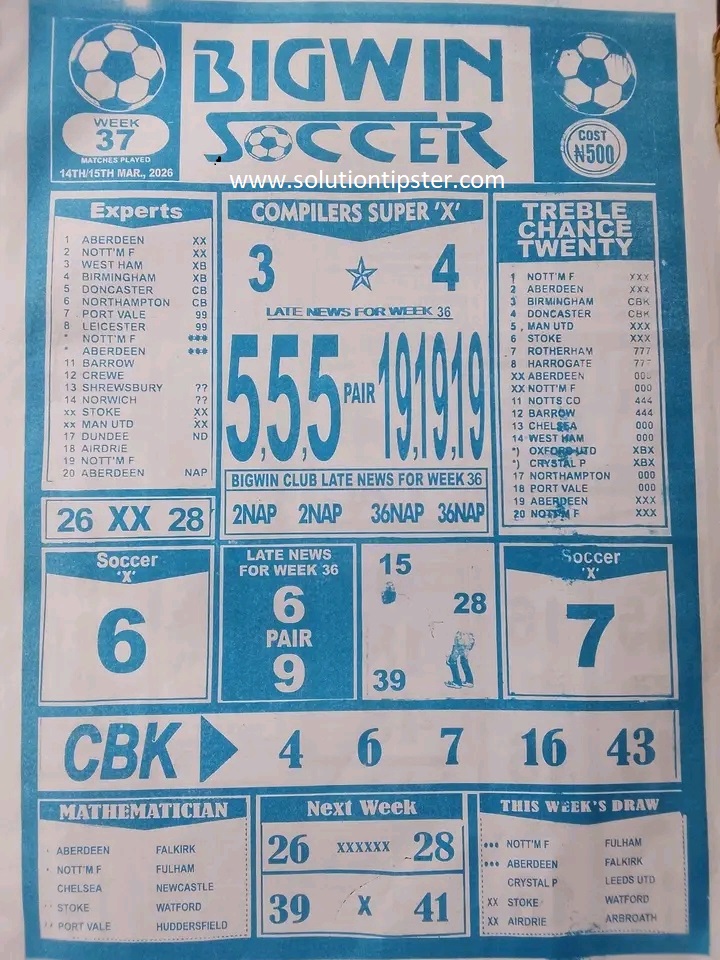 BIGWIN
SOCCER
WEEK
37
MATCHES PLAYED
14TH/15TH MAR., 2026
COST
₦500
www.solutiontipster.com
Experts
1 ABERDEEN XX
2 NOTT'M F XX
3 WEST HAM XB
4 BIRMINGHAM XB
5 DONCASTER CB
6 NORTHAMPTON CB
7 PORT VALE 99
8 LEICESTER 99
* NOTT'M F ***
* ABERDEEN ***
11 BARROW
12 CREWE
13 SHREWSBURY ??
14 NORWICH ??
xx STOKE XX
xx MAN UTD XX
17 DUNDEE ND
18 AIRDRIE
19 NOTT'M F
20 ABERDEEN NAP
26 XX 28
COMPILERS SUPER 'X'
3 ☆ 4
LATE NEWS FOR WEEK 36
5,5,5 PAIR 19,19,19
BIGWIN CLUB LATE NEWS FOR WEEK 36
2NAP 2NAP 36NAP 36NAP
TREBLE
CHANCE
TWENTY
1 NOTT'M F XXX
2 ABERDEEN XXX
3 BIRMINGHAM CBK
4 DONCASTER CBK
5 MAN UTD XXX
6 STOKE XXX
7 ROTHERHAM 777
8 HARROGATE
XX ABERDEEN
XX NOTT'M F 000
11 NOTTS CO 444
12 BARROW 444
13 CHELSEA 000
14 WEST HAM 000
*) OXFORD UTD XBX
*) CRYSTAL P XBX
17 NORTHAMPTON 000
18 PORT VALE 000
19 ABERDEEN XXX
20 NOTT'M F XXX
Soccer
'X'
6
LATE NEWS
FOR WEEK 36
6
PAIR
9
15
28
39
Soccer
'X'
7
CBK 4 6 7 16 43
MATHEMATICIAN
ABERDEEN FALKIRK
NOTT'M F FULHAM
CHELSEA NEWCASTLE
STOKE WATFORD
PORT VALE HUDDERSFIELD
Next Week
26 XXXXXX 28
39 X 41
THIS WEEK'S DRAW
*** NOTT'M F FULHAM
*** ABERDEEN FALKIRK
CRYSTAL P LEEDS UTD
XX STOKE WATFORD
XX AIRDRIE ARBROATH